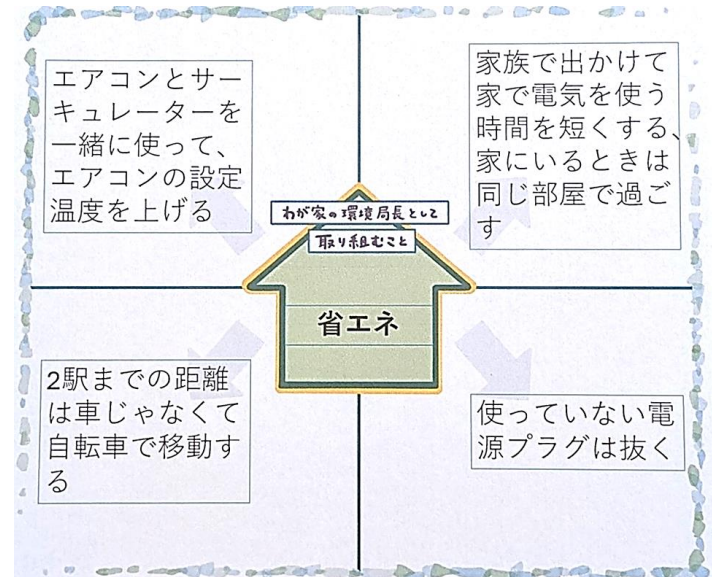 エアコンとサー
キュレーターを
一緒に使って、
エアコンの設定
温度を上げる
家族で出かけて
家で電気を使う
時間を短くする、
家にいるときは
同じ部屋で過ご
す
わが家の環境局長として
取り組むこと
省エネ
2駅までの距離
は車じゃなくて
自転車で移動す
る
使っていない電
源プラグは抜く